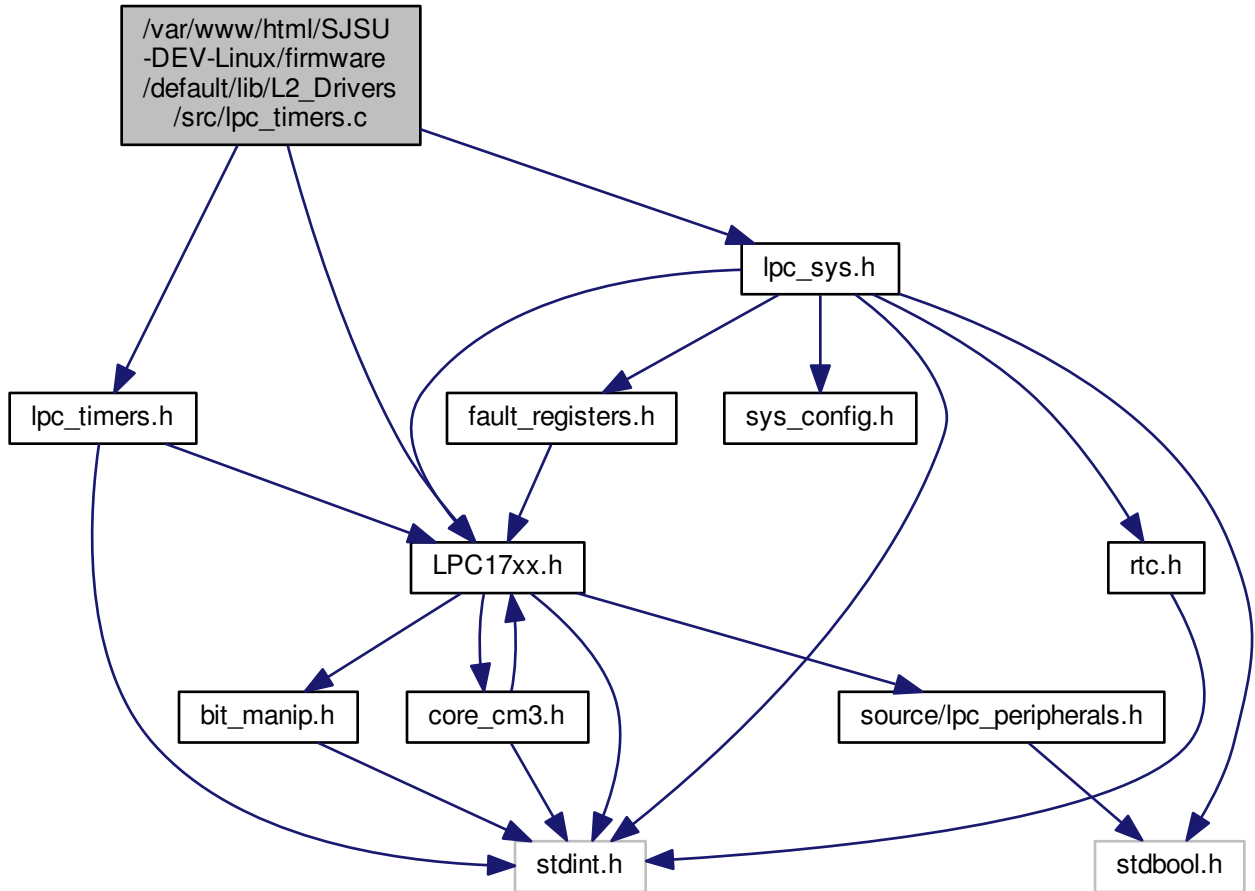 /var/www/html/SJSU
-DEV-Linux/firmware
/default/lib/L2_Drivers
/src/lpc_timers.c
lpc_sys.h
lpc_timers.h
fault_registers.h
sys_config.h
LPC17xx.h
rtc.h
bit_manip.h
core_cm3.h
source/lpc_peripherals.h
stdint.h
stdbool.h